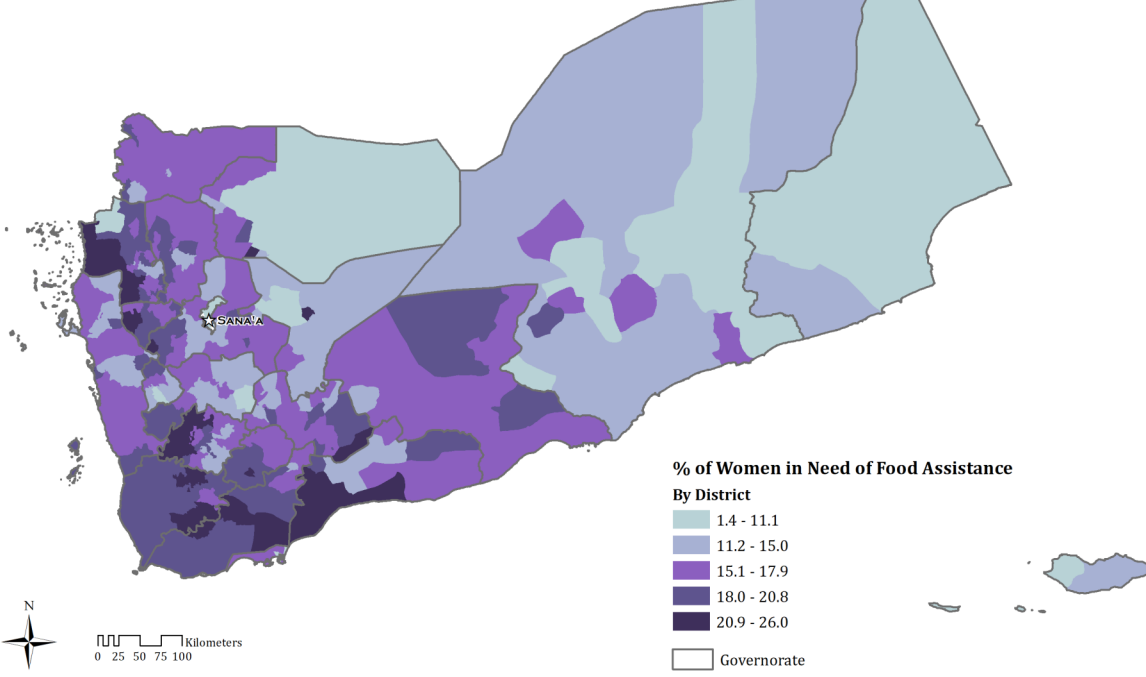 SANA'A
% of Women in Need of Food Assistance
By District
1.4 - 11.1
11.2 - 15.0
15.1 - 17.9
18.0 - 20.8
20.9 - 26.0
Governorate
N
Kilometers
0 25 50 75 100